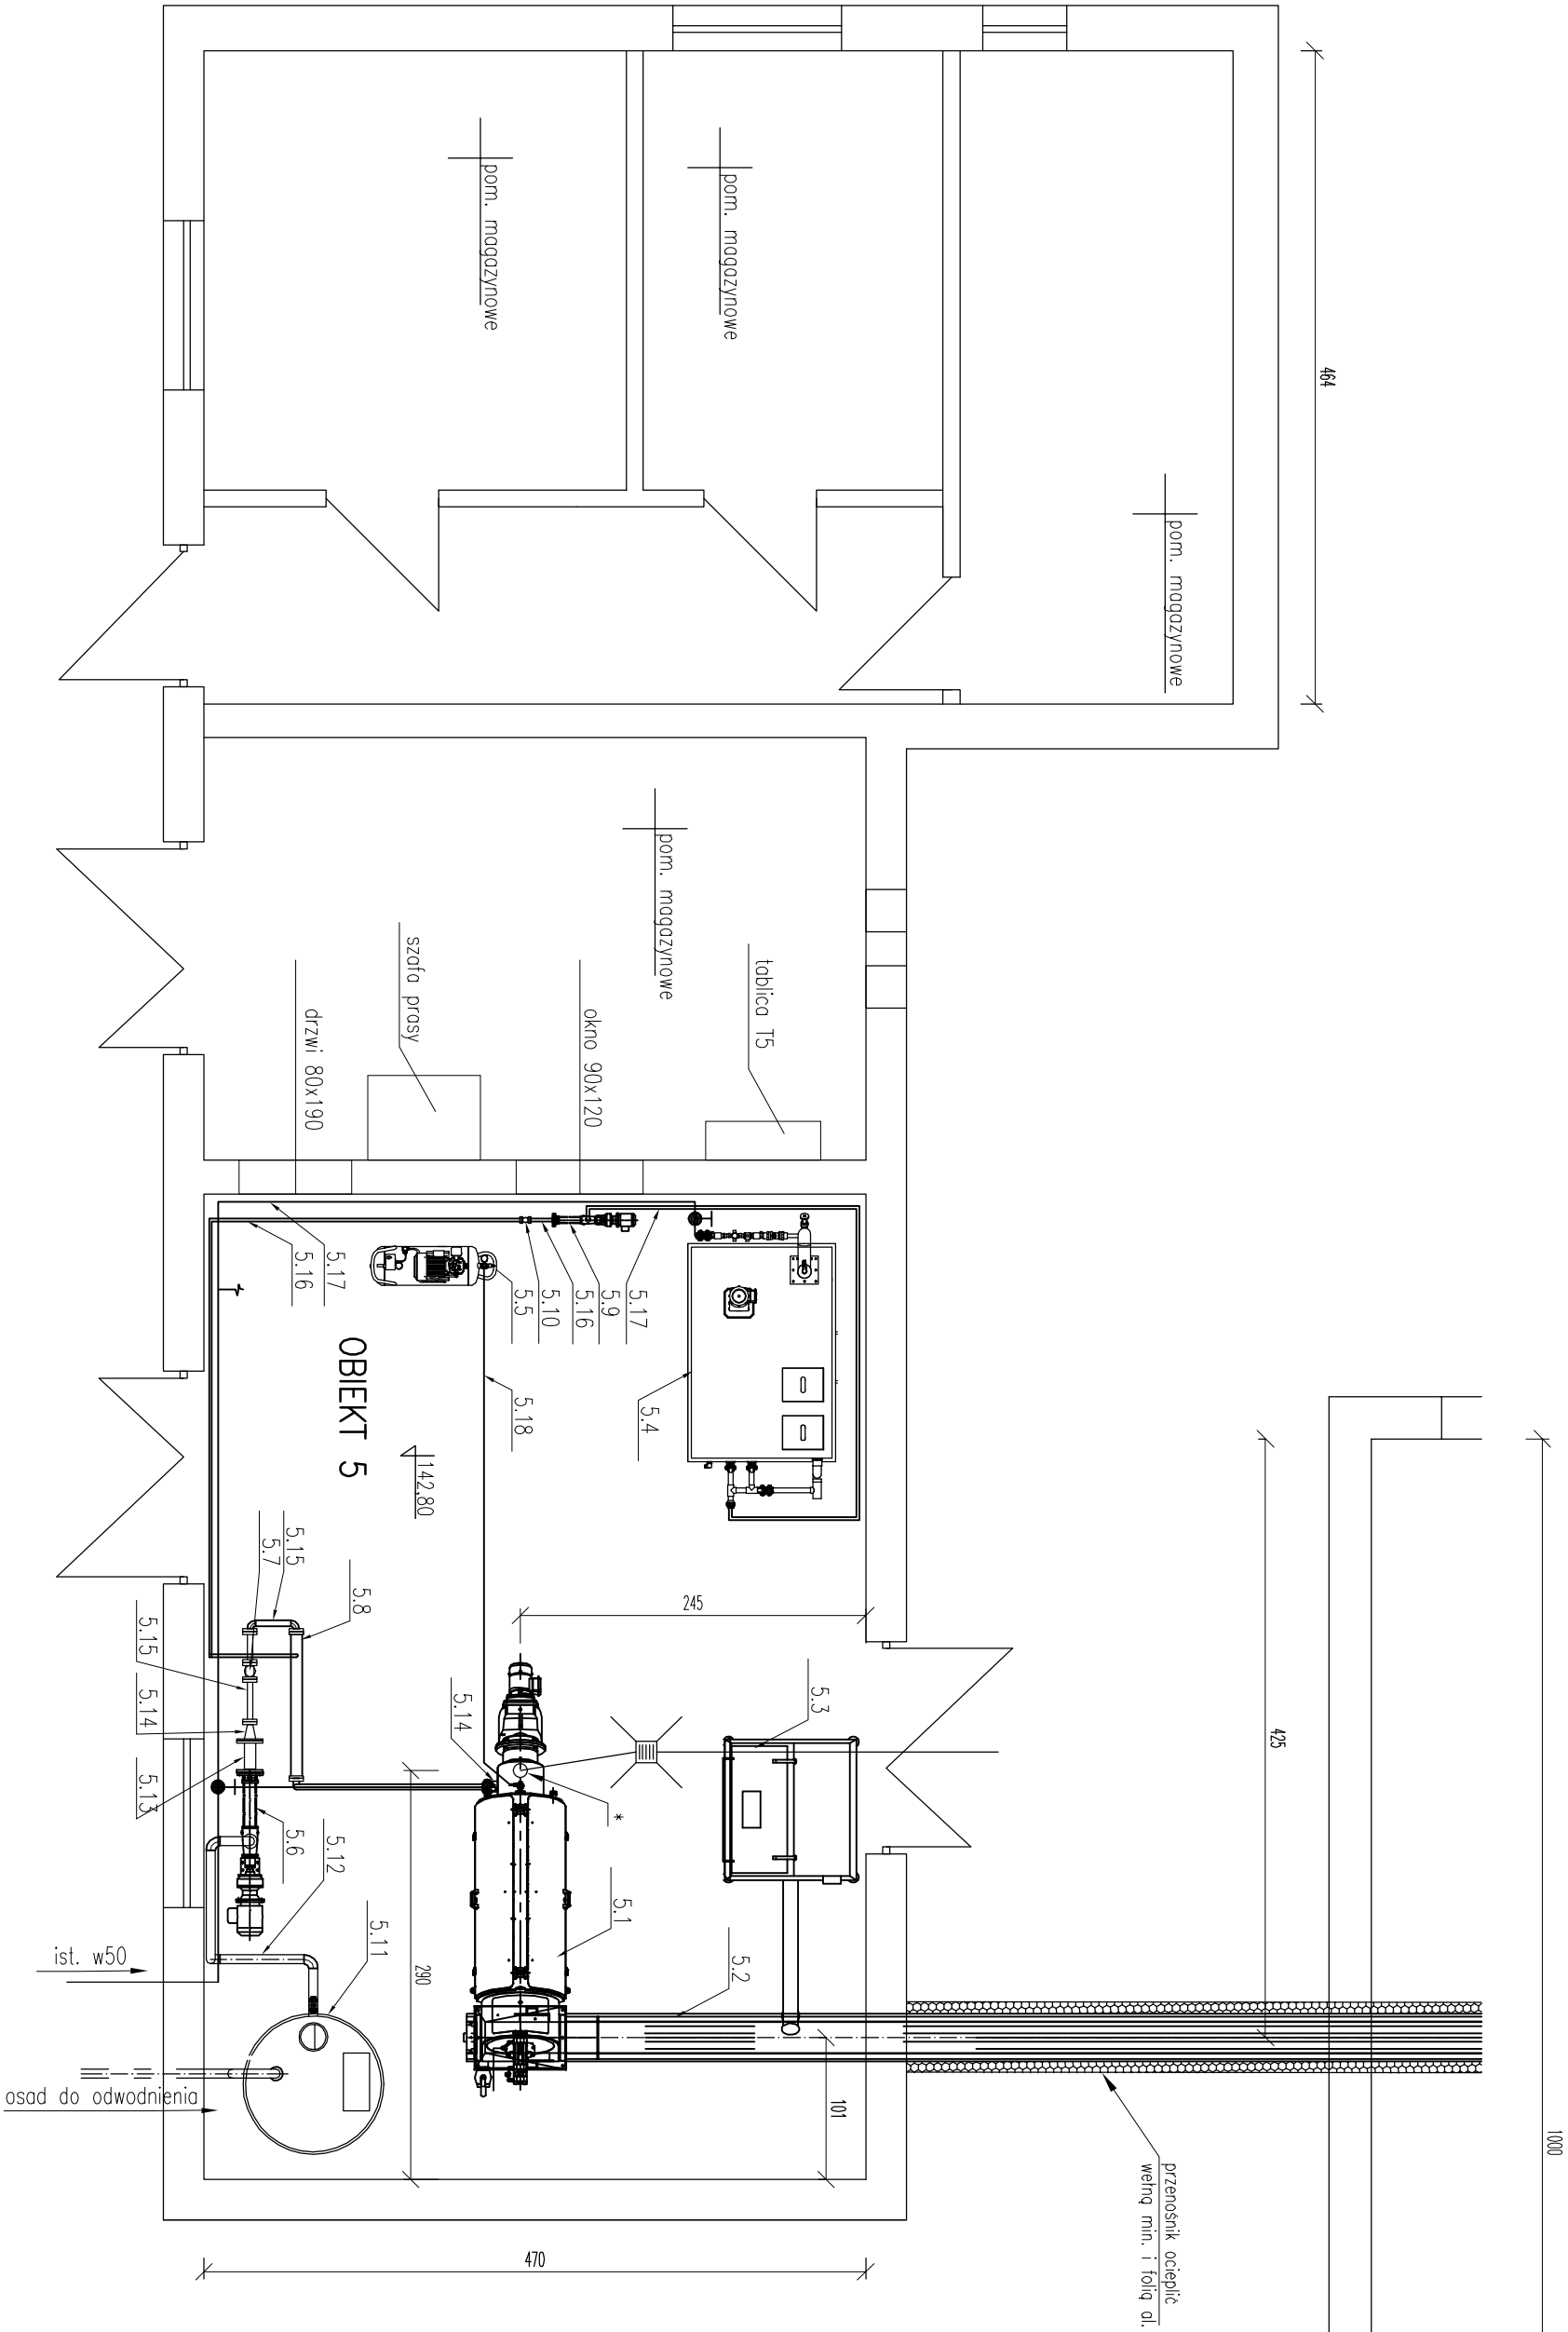 464
pom. magazynowe
pom. magazynowe
pom. magazynowe
pom. magazynowe
tablica T5
szafa prasy
okno 90x120
drzwi 80x190
5.17
5.9
5.16
5.10
5.5
5.17
5.16
5.4
5.18
OBIEKT 5
142,80
5.15
5.7
5.8
5.15
5.14
5.13
5.6
5.12
5.11
5.14
245
5.3
*
5.1
5.2
290
101
425
1000
470
ist. w50
osad do odwodnienia
przenośnik ocieplić
wełną min. i folią al.